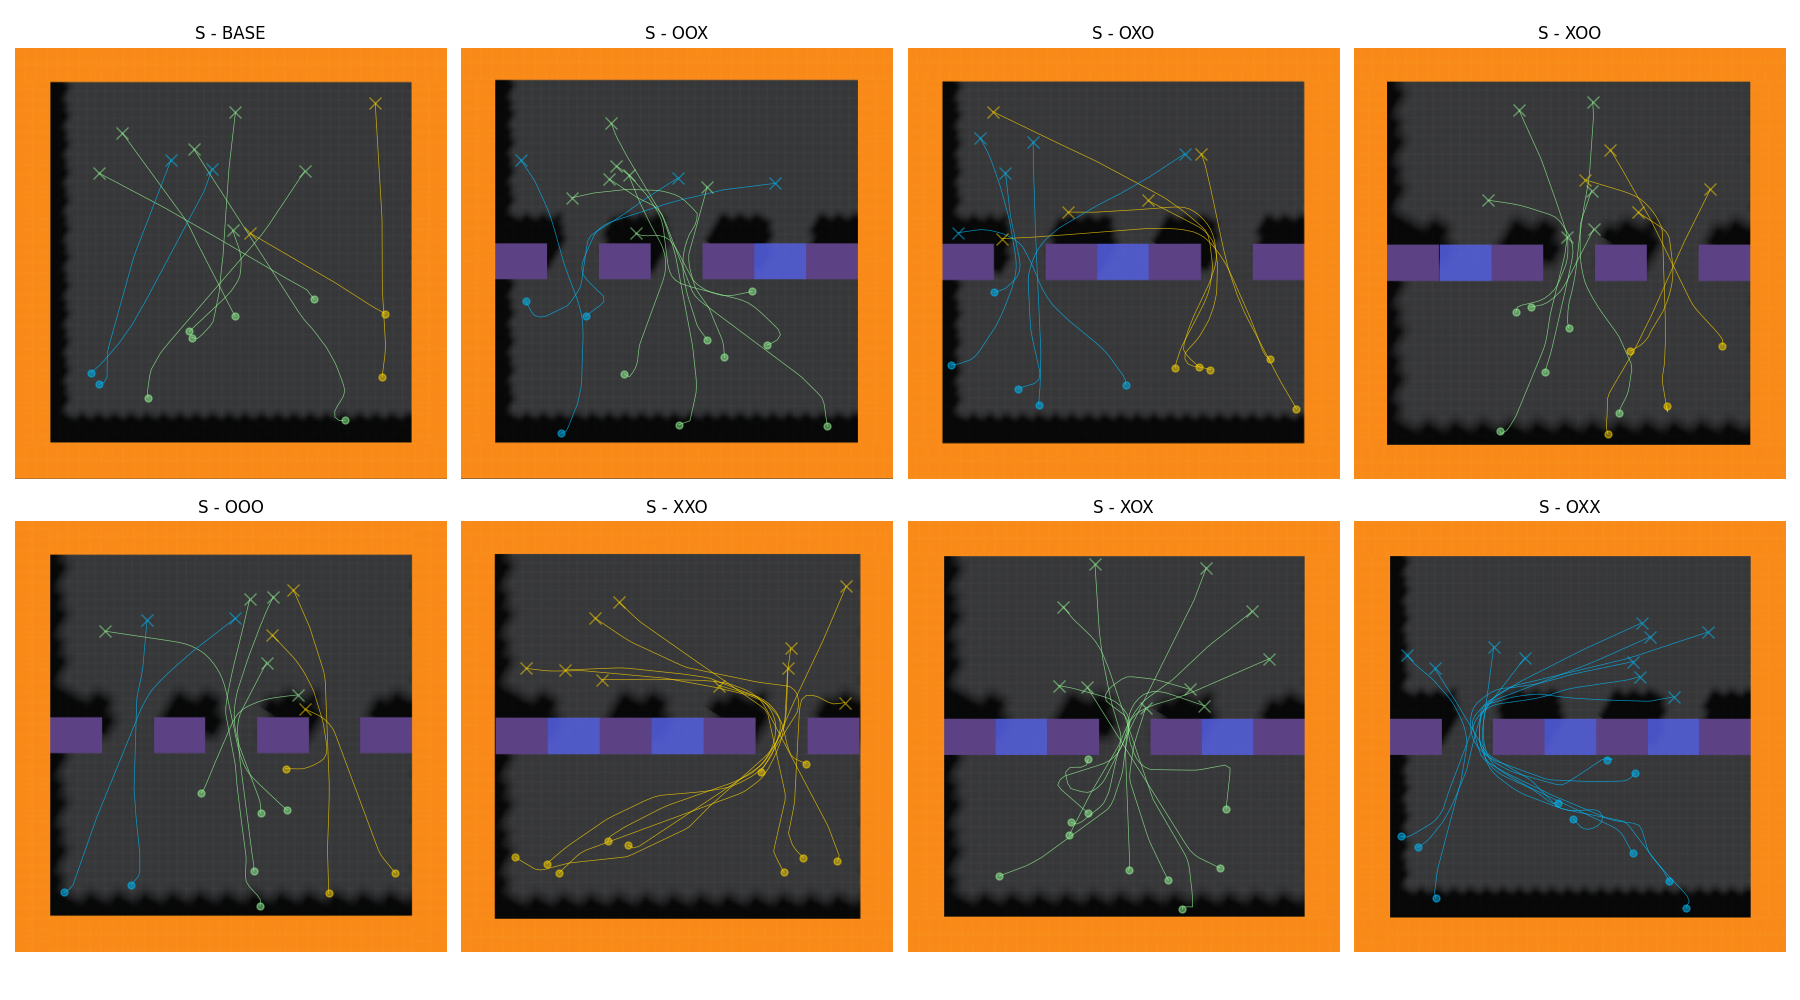 S - BASE
S - OOX
S - OXO
S - XOO
S - OOO
S - XXO
S - XOX
S - OXX